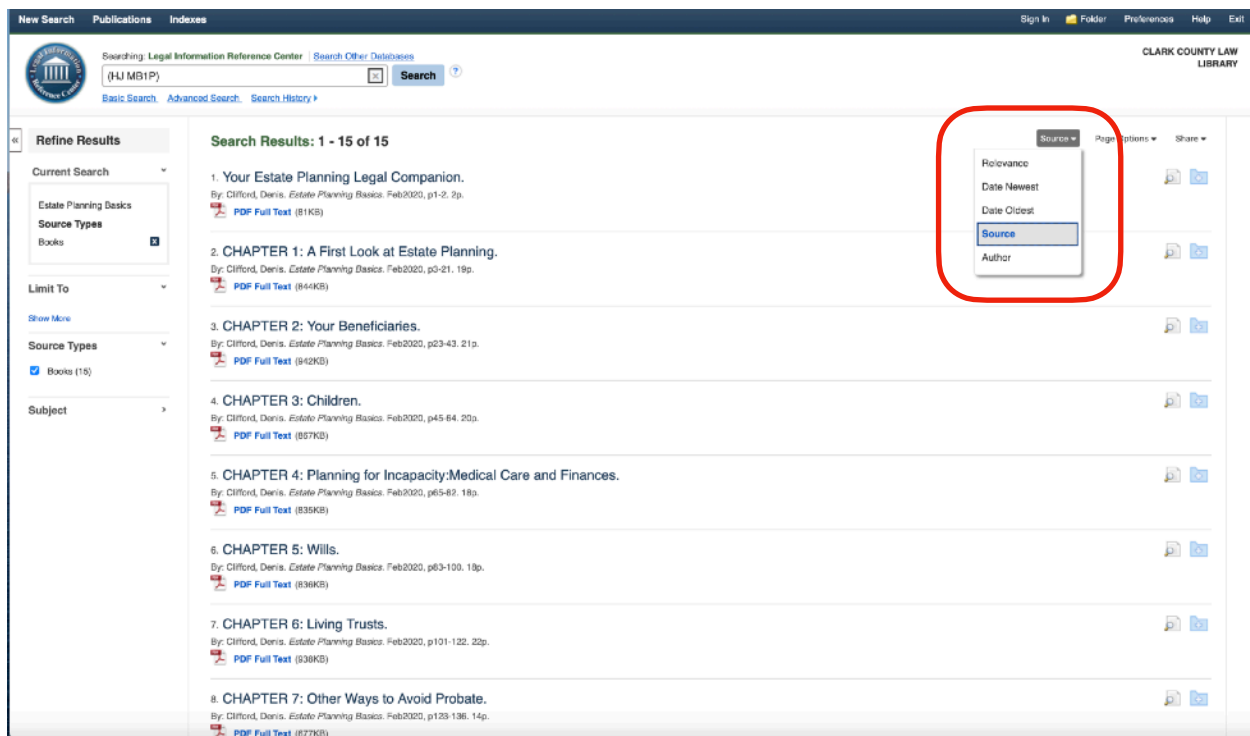 New Search Publications Indexes Sign In Folder Preferences Help Exit
Legal Information Reference Center
Searching: Legal Information Reference Center Search Other Databases
CLARK COUNTY LAW
LIBRARY
(HJ MB1P) Search ?
Basic Search Advanced Search Search History
Refine Results
Current Search
Estate Planning Basics
Source Types
Books
Limit To
Show More
Source Types
Books (15)
Subject
Search Results: 1 - 15 of 15
Source Page Options Share
Relevance
Date Newest
Date Oldest
Source
Author
1. Your Estate Planning Legal Companion.
By: Clifford, Denis. Estate Planning Basics. Feb2020, p1-2. 2p.
PDF Full Text (81KB)
2. CHAPTER 1: A First Look at Estate Planning.
By: Clifford, Denis. Estate Planning Basics. Feb2020, p3-21. 19p.
PDF Full Text (844KB)
3. CHAPTER 2: Your Beneficiaries.
By: Clifford, Denis. Estate Planning Basics. Feb2020, p23-43. 21p.
PDF Full Text (942KB)
4. CHAPTER 3: Children.
By: Clifford, Denis. Estate Planning Basics. Feb2020, p45-64. 20p.
PDF Full Text (867KB)
5. CHAPTER 4: Planning for Incapacity:Medical Care and Finances.
By: Clifford, Denis. Estate Planning Basics. Feb2020, p65-82. 18p.
PDF Full Text (835KB)
6. CHAPTER 5: Wills.
By: Clifford, Denis. Estate Planning Basics. Feb2020, p83-100. 18p.
PDF Full Text (836KB)
7. CHAPTER 6: Living Trusts.
By: Clifford, Denis. Estate Planning Basics. Feb2020, p101-122. 22p.
PDF Full Text (938KB)
8. CHAPTER 7: Other Ways to Avoid Probate.
By: Clifford, Denis. Estate Planning Basics. Feb2020, p123-136. 14p.
PDF Full Text (677KB)